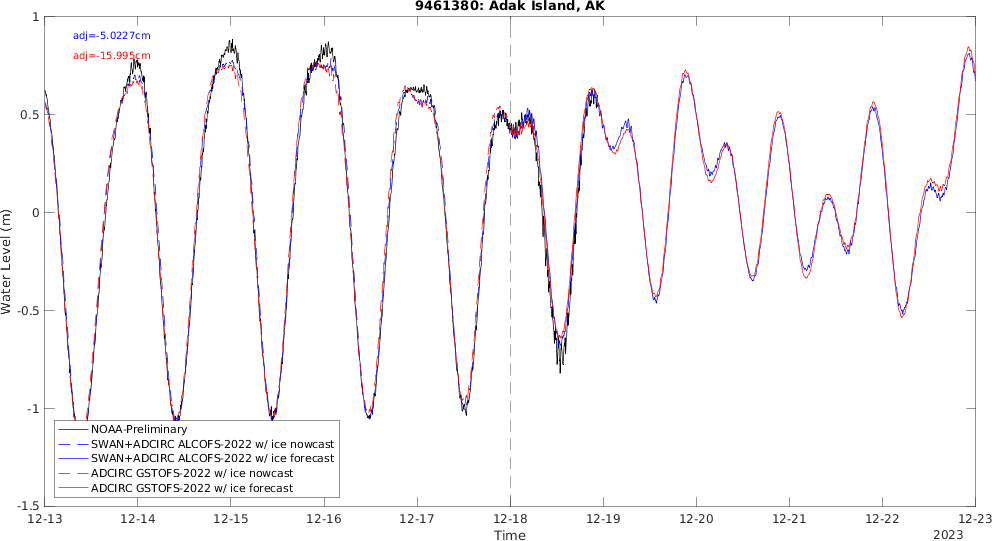 9461380: Adak Island, AK
adj=-5.0227cm
adj=-15.995cm
Water Level (m)
1
0.5
0
-0.5
-1
-1.5
NOAA-Preliminary
SWAN+ADCIRC ALCOFS-2022 w/ ice nowcast
SWAN+ADCIRC ALCOFS-2022 w/ ice forecast
ADCIRC GSTOFS-2022 w/ ice nowcast
ADCIRC GSTOFS-2022 w/ ice forecast
12-13 12-14 12-15 12-16 12-17 12-18 12-19 12-20 12-21 12-22 12-23
Time
2023